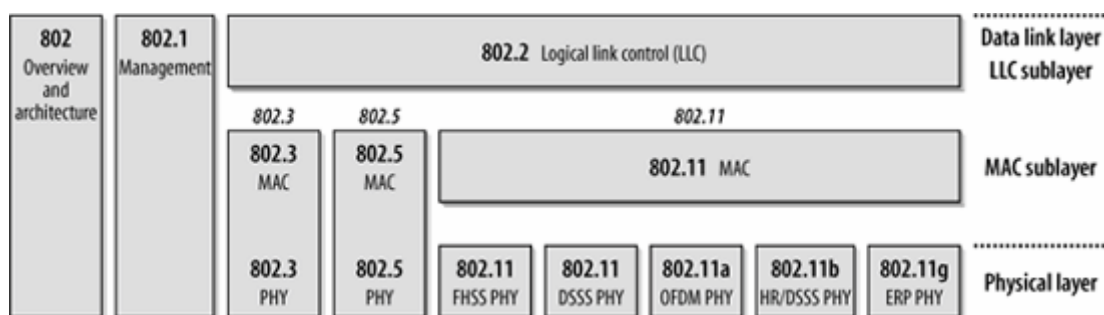 802
Overview
and
architecture
802.1
Management
802.2 Logical link control (LLC)
Data link layer
LLC sublayer
802.3
802.5
802.11
802.3
MAC
802.5
MAC
802.11 MAC
MAC sublayer
802.3
PHY
802.5
PHY
802.11
FHSS PHY
802.11
DSSS PHY
802.11a
OFDM PHY
802.11b
HR/DSSS PHY
802.11g
ERP PHY
Physical layer